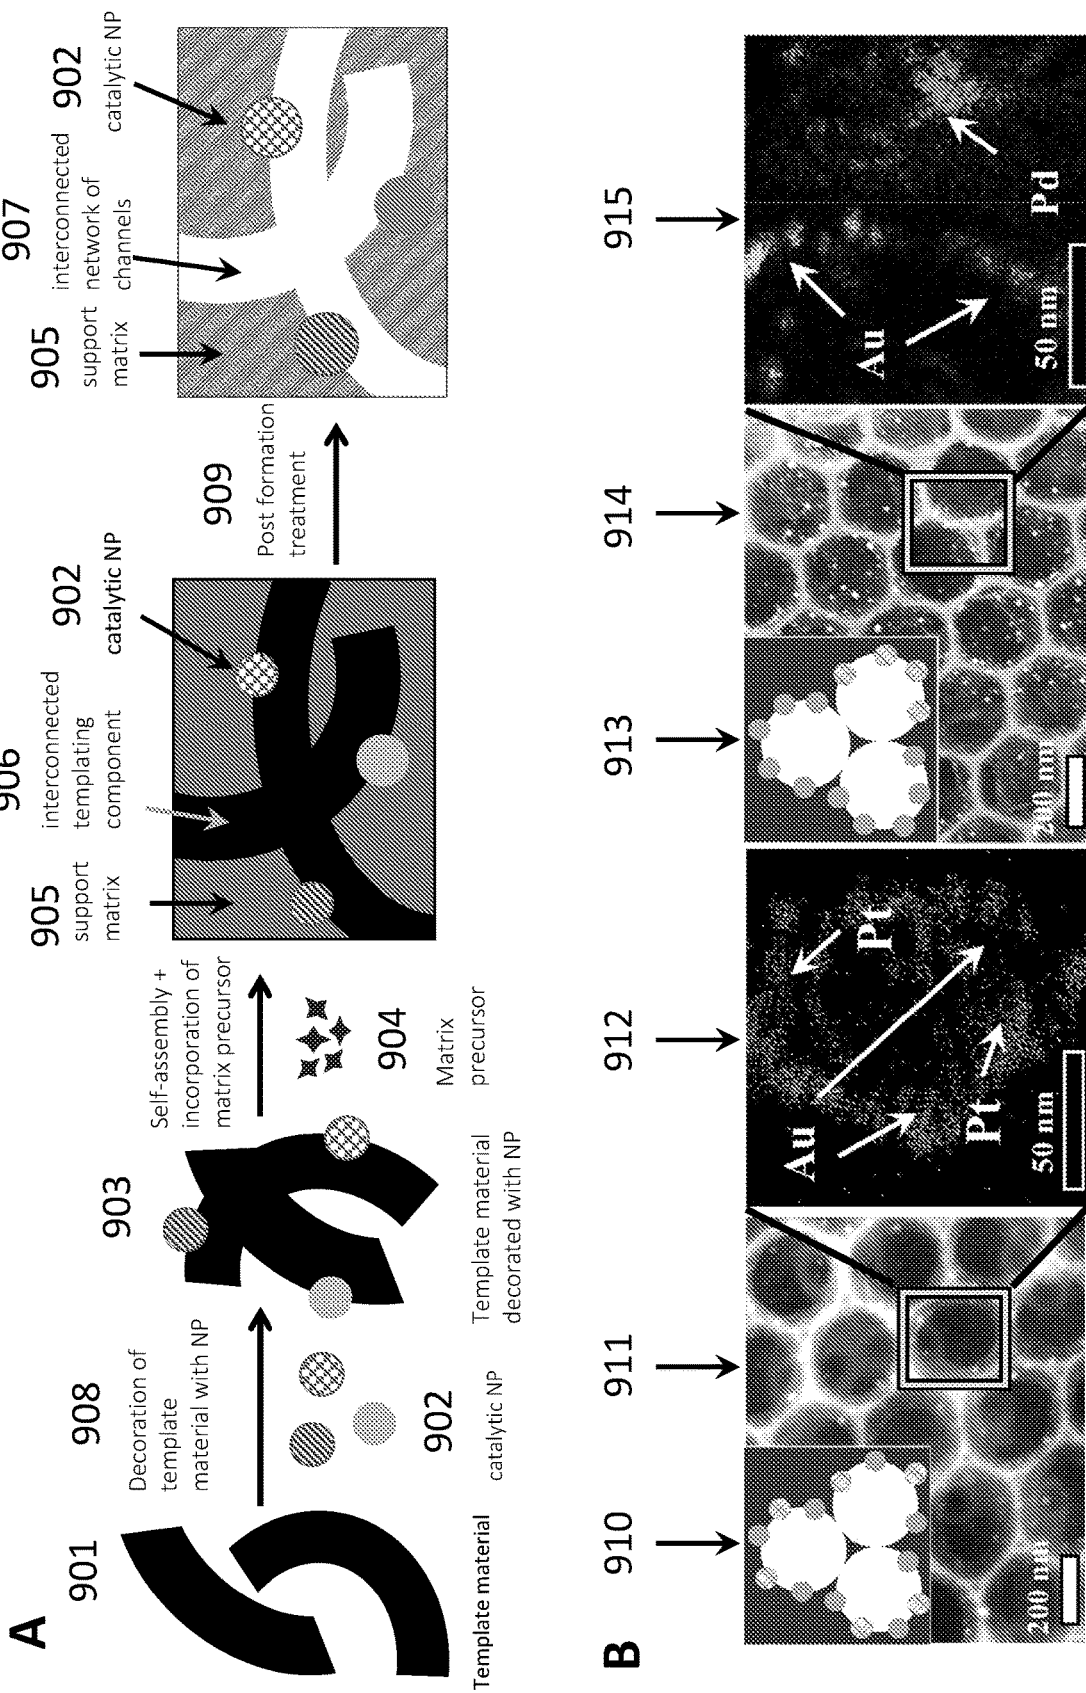 A
901
Template material
908
Decoration of
template
material with NP
902
catalytic NP
903
Template material
decorated with NP
Self-assembly +
incorporation of
matrix precursor
904
Matrix
precursor
905
support
matrix
906
interconnected
templating
component
902
catalytic NP
909
Post formation
treatment
905
support
matrix
907
interconnected
network of
channels
902
catalytic NP
B
910
911
912
913
914
915
200 nm
Au
Pt
Pt
50 nm
200 nm
Au
Pd
50 nm